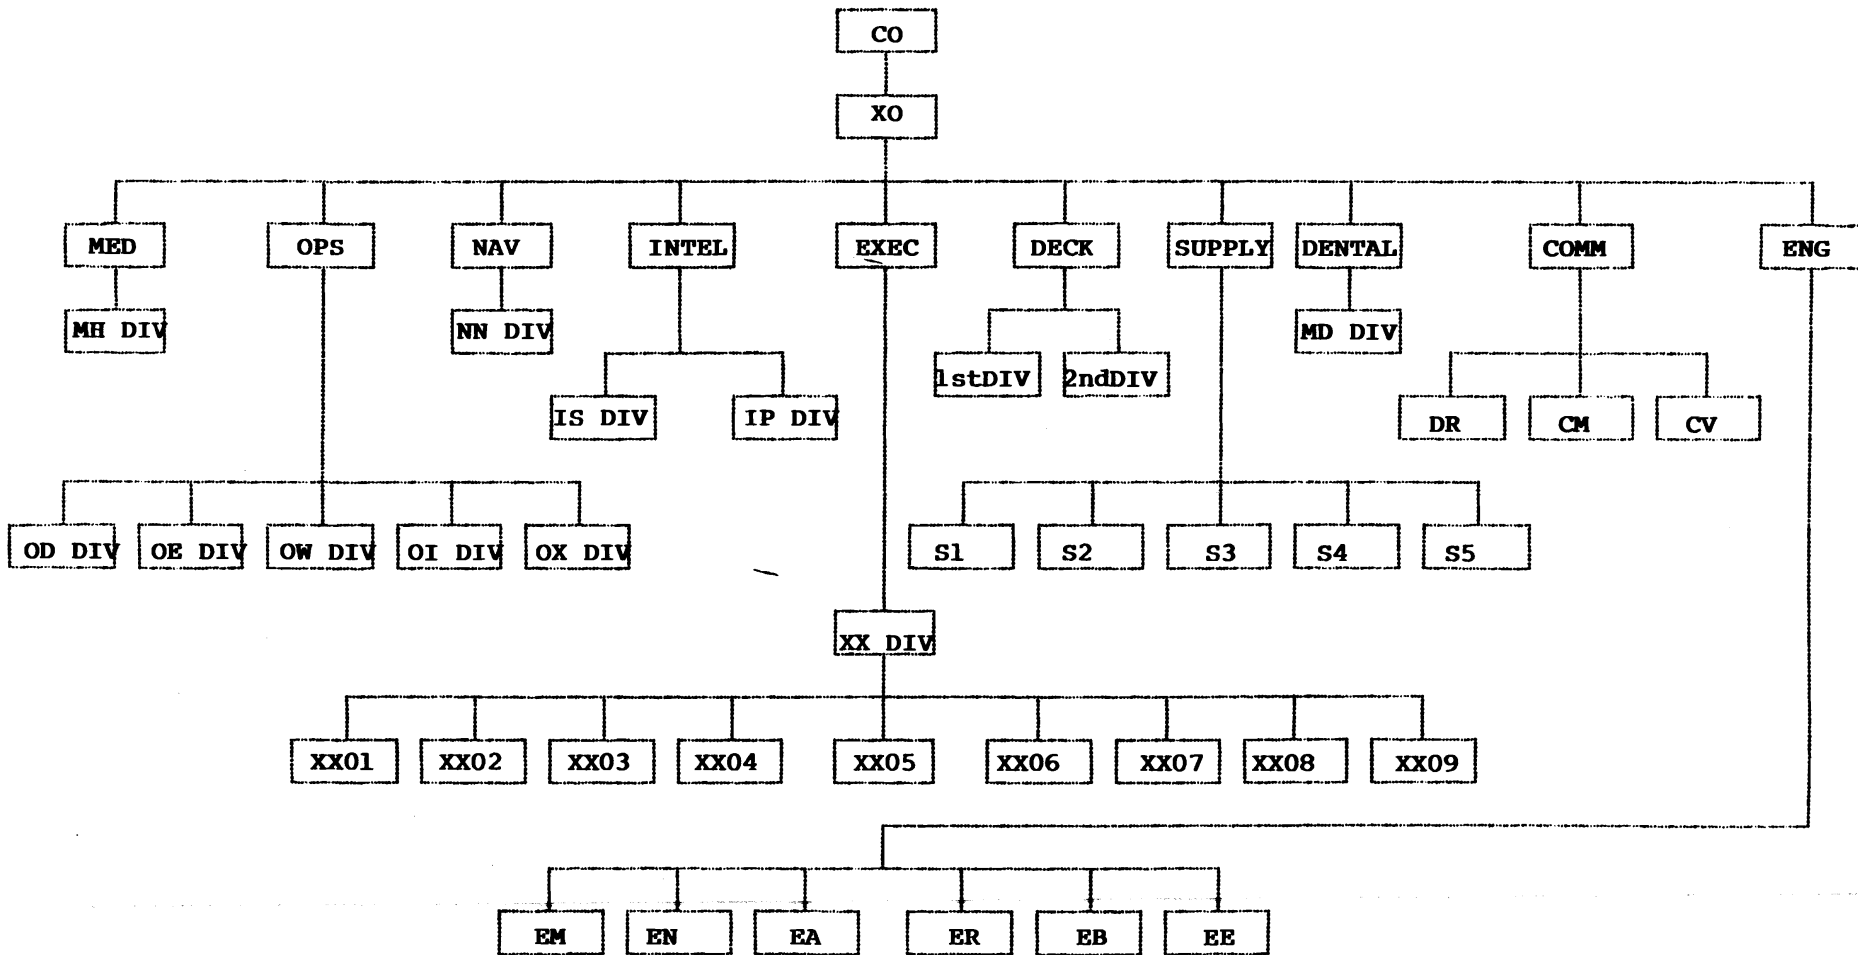 CO
XO
MED OPS NAV INTEL EXEC DECK SUPPLY DENTAL COMM ENG
MH DIV NN DIV MD DIV
1stDIV 2ndDIV
IS DIV IP DIV DR CM CV
OD DIV OE DIV OW DIV OI DIV OX DIV S1 S2 S3 S4 S5
XX DIV
XX01 XX02 XX03 XX04 XX05 XX06 XX07 XX08 XX09
EM EN EA ER EB EE